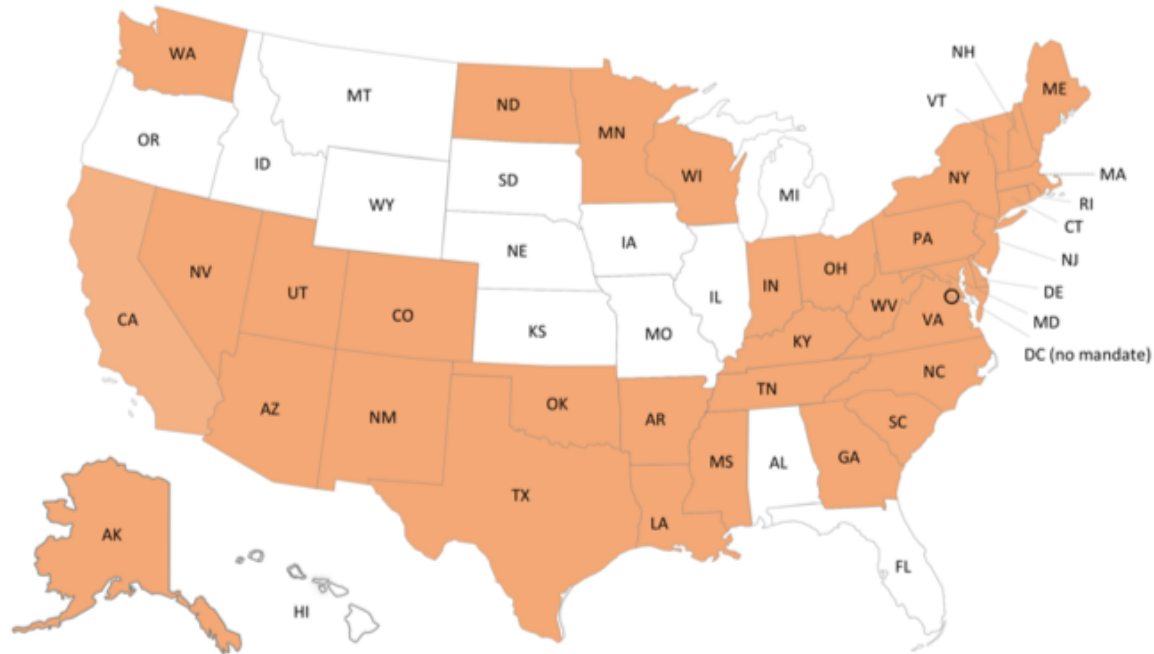 WA
MT
ND
MN
OR
ID
SD
WI
WY
MI
NH
VT
ME
NY
MA
RI
CT
NJ
DE
MD
DC (no mandate)
NE
IA
PA
NV
UT
CO
CA
KS
MO
IL
IN
OH
WV
VA
KY
NC
TN
AZ
NM
OK
AR
SC
MS
AL
GA
TX
LA
AK
HI
FL